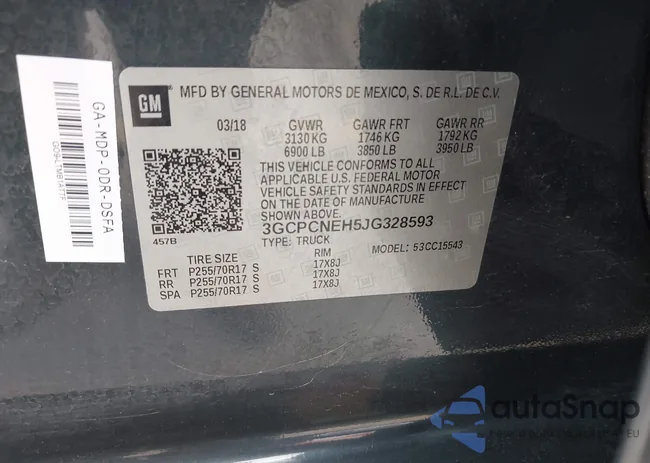 GM
MFD BY GENERAL MOTORS DE MEXICO, S. DE R.L. DE C.V.
03/18 GVWR GAWR FRT GAWR RR
3130 KG 1746 KG 1792 KG
6900 LB 3850 LB 3950 LB
THIS VEHICLE CONFORMS TO ALL
APPLICABLE U.S. FEDERAL MOTOR
VEHICLE SAFETY STANDARDS IN EFFECT
ON THE DATE OF MANUFACTURE
SHOWN ABOVE.
3GCPCNEH5JG328593
TYPE: TRUCK MODEL: 53CC15543
457B
TIRE SIZE RIM
FRT P255/70R17 S 17X8J
RR P255/70R17 S 17X8J
SPA P255/70R17 S 17X8J
GA-MDP-0DR-DSFA
autoSnap